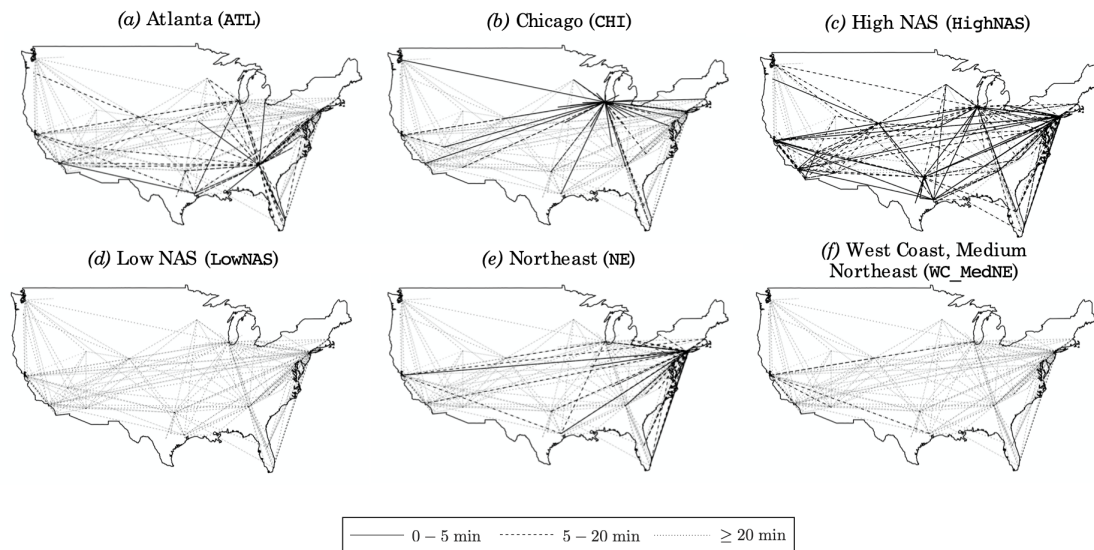 (a) Atlanta (ATL)
(b) Chicago (CHI)
(c) High NAS (HighNAS)
(d) Low NAS (LowNAS)
(e) Northeast (NE)
(f) West Coast, Medium
Northeast (WC_MedNE)
0 – 5 min
5 – 20 min
≥ 20 min